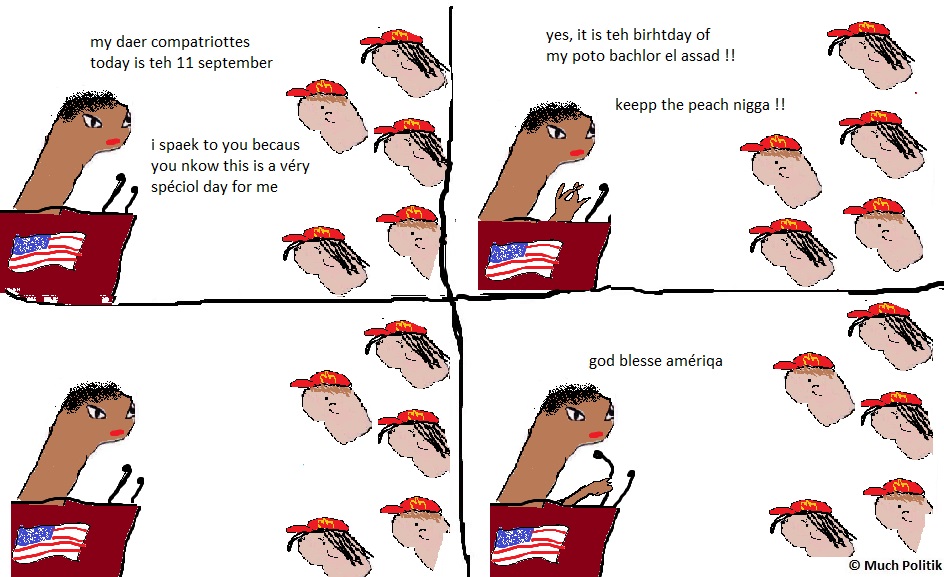 my daer compatriottes
today is teh 11 september
i spaek to you becaus
you nkow this is a véry
spéciol day for me
yes, it is teh birhtday of
my poto bachlor el assad !!
keepp the peach nigga !!
god blesse amériqa
© Much Politik